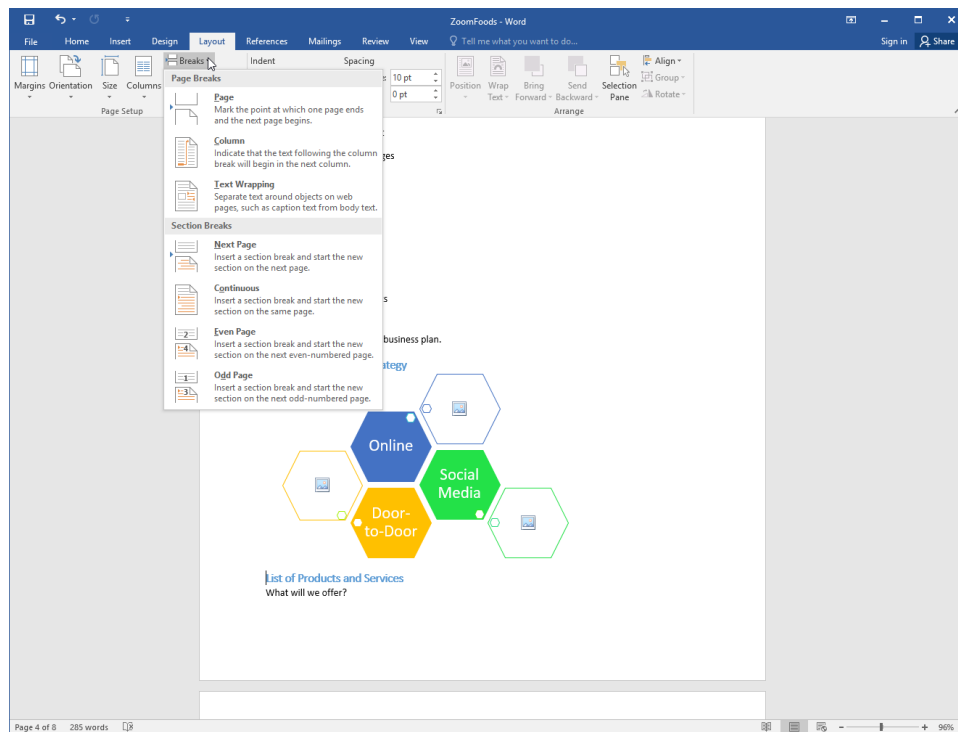 ZoomFoods - Word
File Home Insert Design Layout References Mailings Review View Tell me what you want to do... Sign in Share
Breaks Indent Spacing
Margins Orientation Size Columns
10 pt
0 pt
Position Wrap Text Bring Forward Send Backward Selection Pane
Align
Group
Rotate
Page Setup Arrange
Page Breaks
Page
Mark the point at which one page ends
and the next page begins.
Column
Indicate that the text following the column
break will begin in the next column.
Text Wrapping
Separate text around objects on web
pages, such as caption text from body text.
Section Breaks
Next Page
Insert a section break and start the new
section on the next page.
Continuous
Insert a section break and start the new
section on the same page.
Even Page
Insert a section break and start the new
section on the next even-numbered page.
Odd Page
Insert a section break and start the new
section on the next odd-numbered page.
2
4
1
3
business plan.
Online
Social
Media
Door-
to-Door
List of Products and Services
What will we offer?
Page 4 of 8 285 words 96%